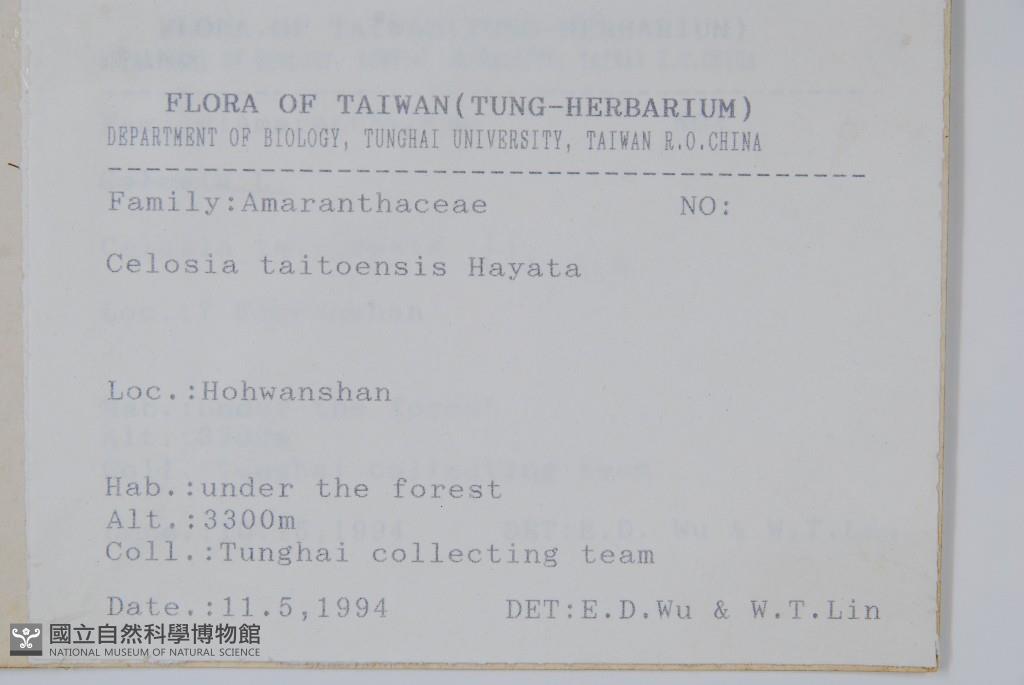 FLORA OF TAIWAN(TUNG-HERBARIUM)
DEPARTMENT OF BIOLOGY, TUNGHAI UNIVERSITY, TAIWAN R.O.CHINA
----------------------------------------
Family:Amaranthaceae NO:
Celosia taitoensis Hayata
Loc.:Hohwanshan
Hab.:under the forest
Alt.:3300m
Coll.:Tunghai collecting team
Date.:11.5,1994 DET:E.D.Wu & W.T.Lin
國立自然科學博物館
NATIONAL MUSEUM OF NATURAL SCIENCE